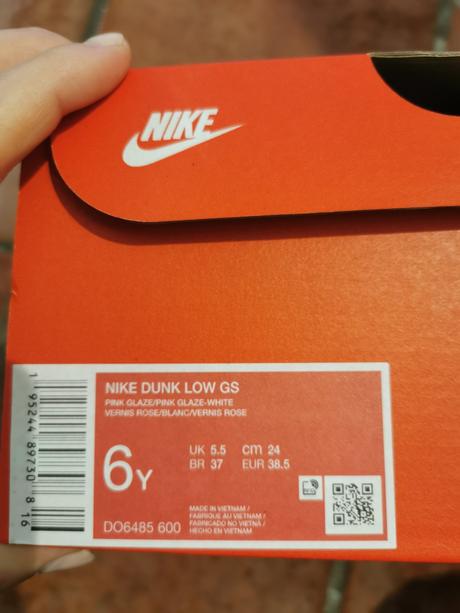 NIKE
NIKE DUNK LOW GS
PINK GLAZE/PINK GLAZE-WHITE
VERNIS ROSE/BLANC/VERNIS ROSE
6Y
UK 5.5 cm 24
BR 37 EUR 38.5
MADE IN VIETNAM /
FABRIQUÉ AU VIETNAM /
FABRICADO NO VIETNÃ /
HECHO EN VIETNAM
DO6485 600
1 95244 89730 8 16